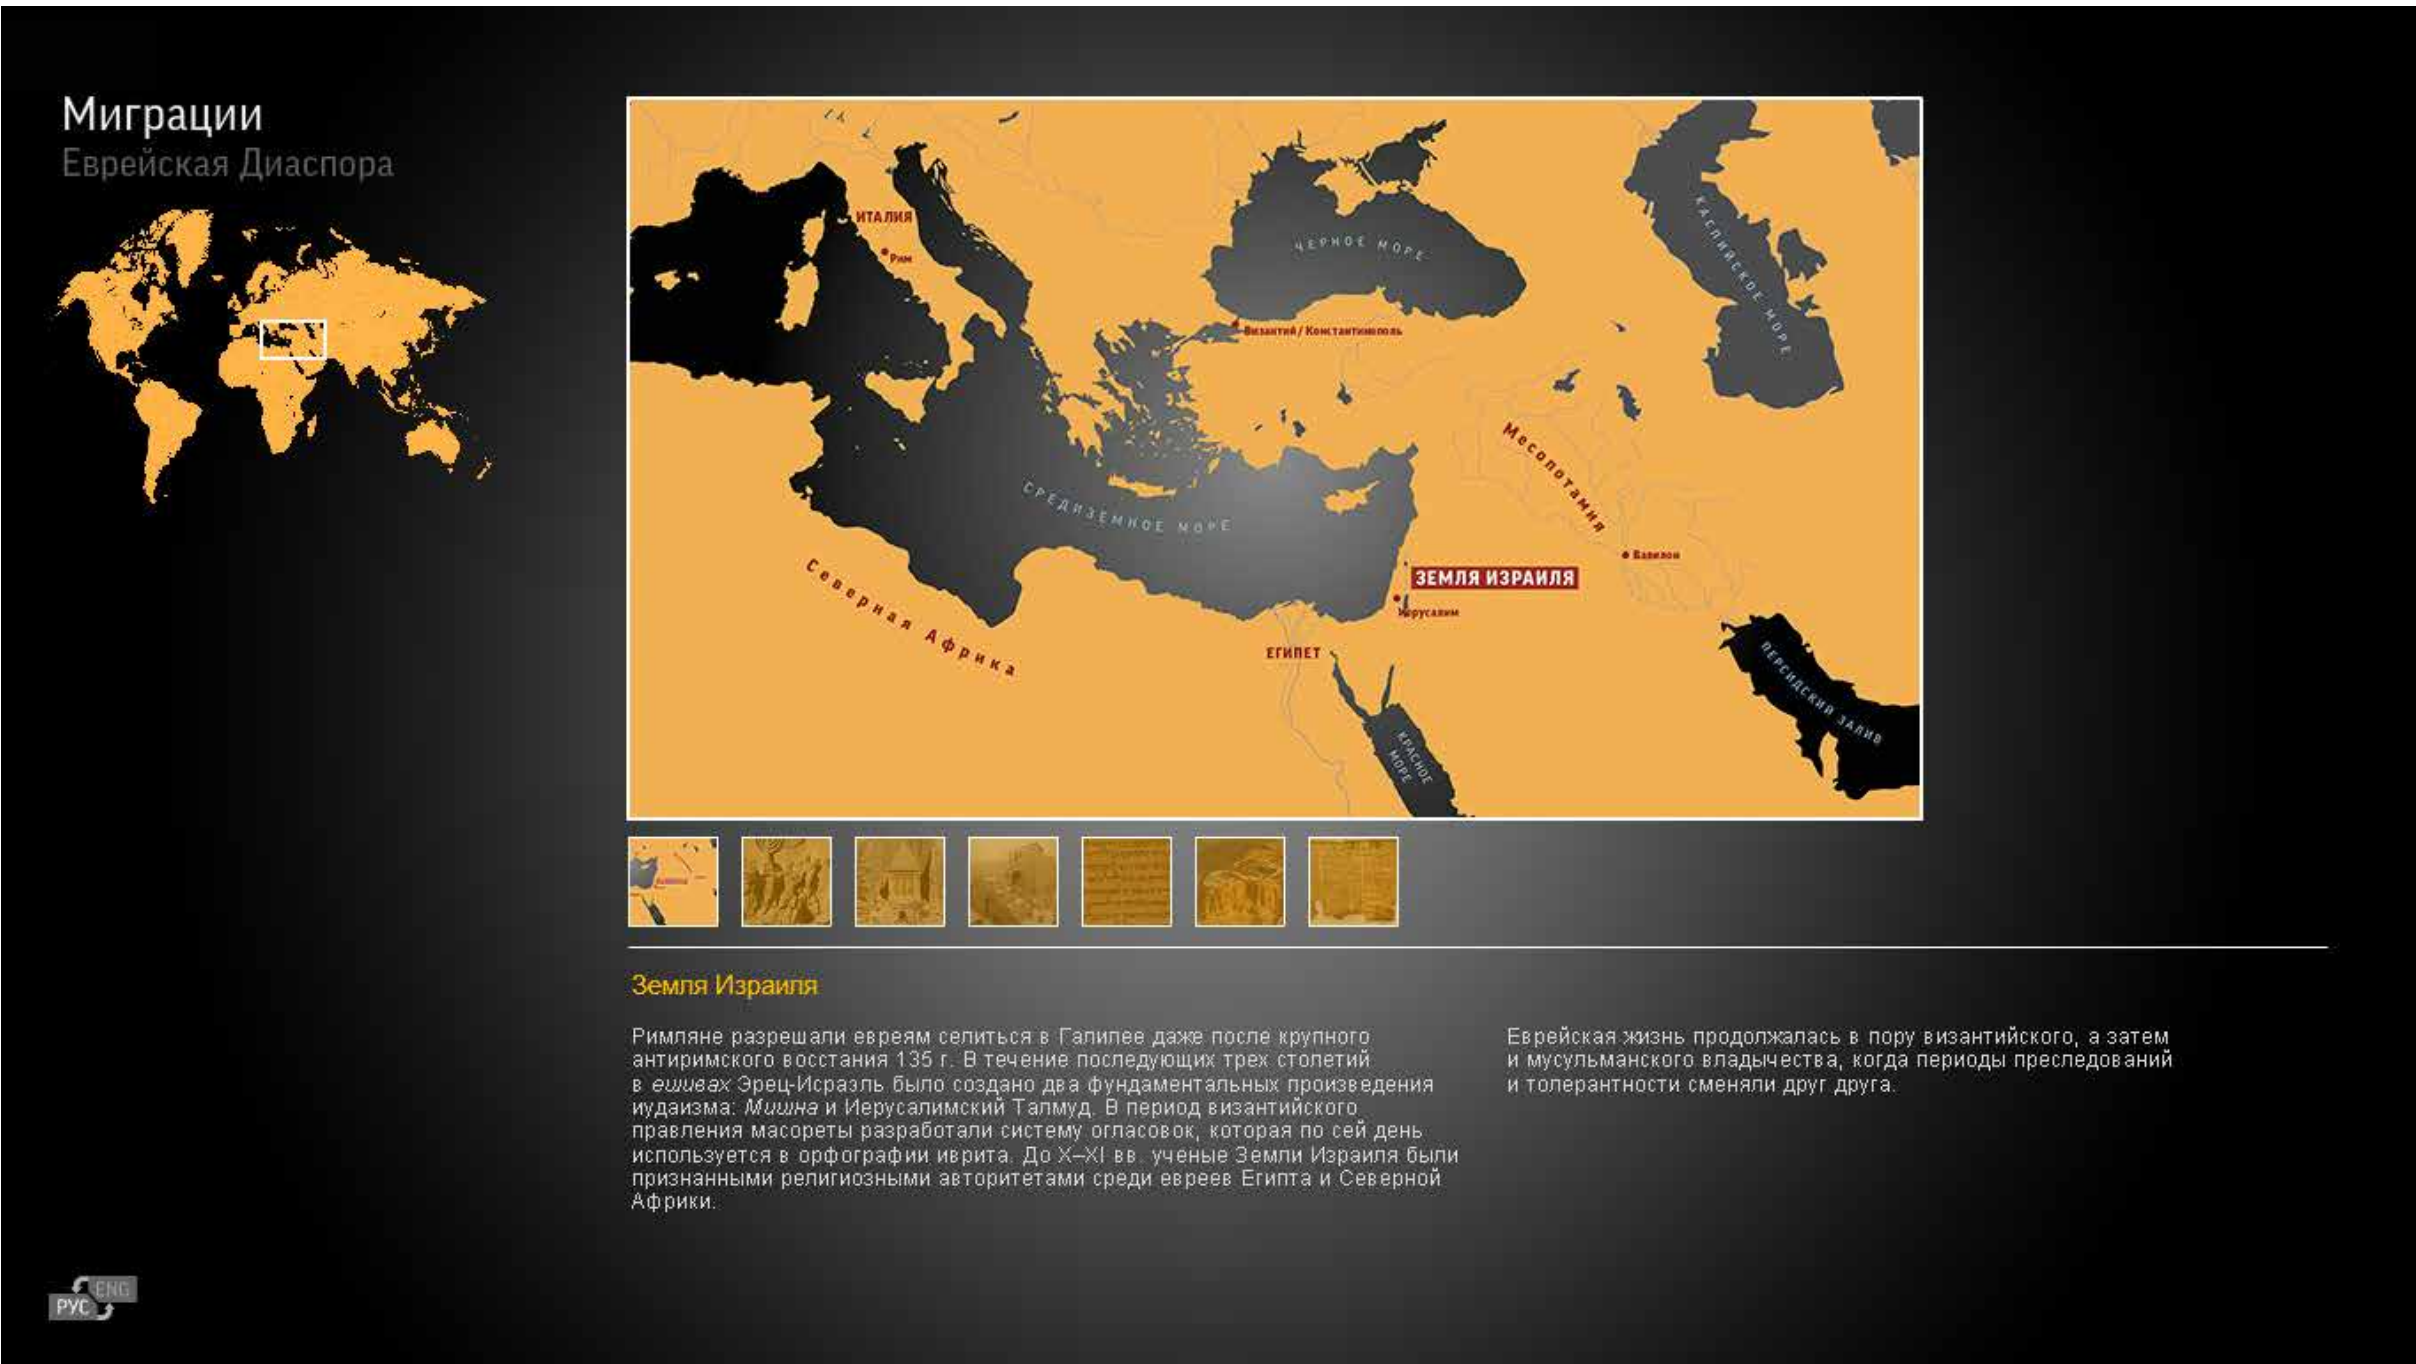 Миграции
Еврейская Диаспора
ИТАЛИЯ
Рим
ЧЕРНОЕ МОРЕ
КАСПИЙСКОЕ МОРЕ
Византий / Константинополь
Месопотамия
СРЕДИЗЕМНОЕ МОРЕ
Вавилон
ЗЕМЛЯ ИЗРАИЛЯ
Иерусалим
Северная Африка
ЕГИПЕТ
ПЕРСИДСКИЙ ЗАЛИВ
КРАСНОЕ
МОРЕ
Земля Израиля
Римляне разрешали евреям селиться в Галилее даже после крупного
антиримского восстания 135 г. В течение последующих трех столетий
в ешивах Эрец-Исраэль было создано два фундаментальных произведения
иудаизма: Мишна и Иерусалимский Талмуд. В период византийского
правления масореты разработали систему огласовок, которая по сей день
используется в орфографии иврита. До X–XI вв. ученые Земли Израиля были
признанными религиозными авторитетами среди евреев Египта и Северной
Африки.
Еврейская жизнь продолжалась в пору византийского, а затем
и мусульманского владычества, когда периоды преследований
и толерантности сменяли друг друга.
ENG
РУС